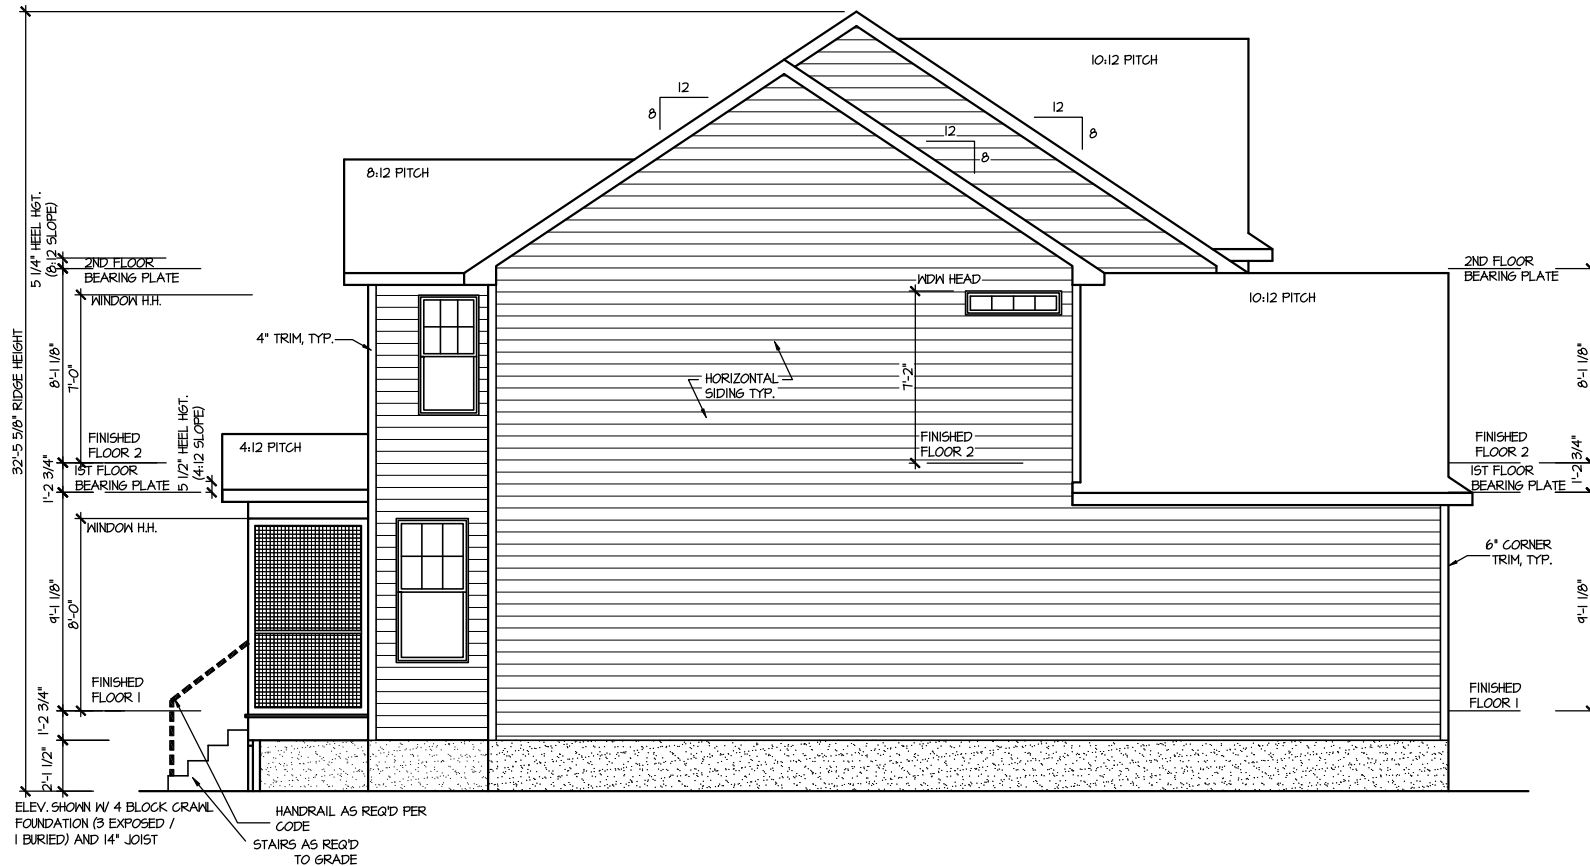 10:12 PITCH
12
8
12
8
12
8
8:12 PITCH
5 1/4" HEEL HGT.
(8:12 SLOPE)
2ND FLOOR
BEARING PLATE
WINDOW H.H.
WDW HEAD
2ND FLOOR
BEARING PLATE
10:12 PITCH
4" TRIM, TYP.
32'-5 5/8" RIDGE HEIGHT
8'-1 1/8"
7'-0"
HORIZONTAL
SIDING TYP.
7'-2"
8'-1 1/8"
5 1/2" HEEL HGT.
(4:12 SLOPE)
4:12 PITCH
FINISHED
FLOOR 2
1ST FLOOR
BEARING PLATE
1'-2 3/4"
FINISHED
FLOOR 2
FINISHED
FLOOR 2
1ST FLOOR
BEARING PLATE
1'-2 3/4"
WINDOW H.H.
6" CORNER
TRIM, TYP.
9'-1 1/8"
8'-0"
9'-1 1/8"
FINISHED
FLOOR 1
FINISHED
FLOOR 1
1'-2 3/4"
2'-1 1/2"
ELEV. SHOWN W/ 4 BLOCK CRAWL
FOUNDATION (3 EXPOSED /
1 BURIED) AND 14" JOIST
HANDRAIL AS REQ'D PER
CODE
STAIRS AS REQ'D
TO GRADE